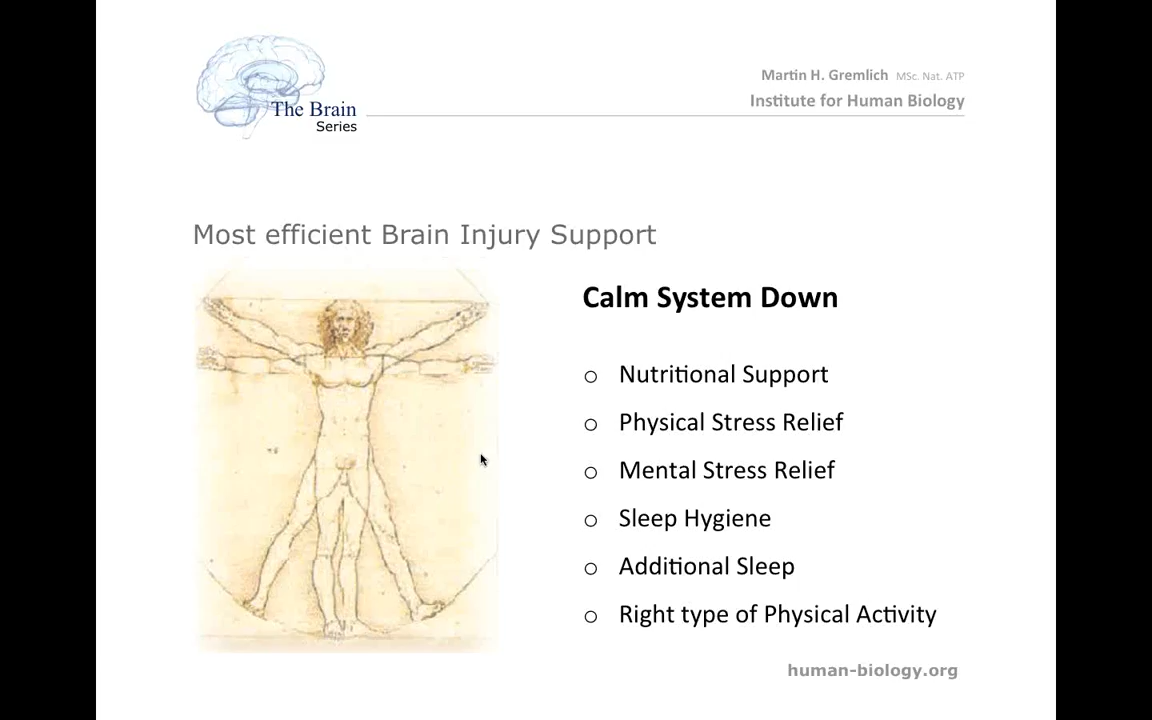 The Brain
Series
Martin H. Gremlich MSc. Nat. ATP
Institute for Human Biology
Most efficient Brain Injury Support
Calm System Down
o Nutritional Support
o Physical Stress Relief
o Mental Stress Relief
o Sleep Hygiene
o Additional Sleep
o Right type of Physical Activity
human-biology.org